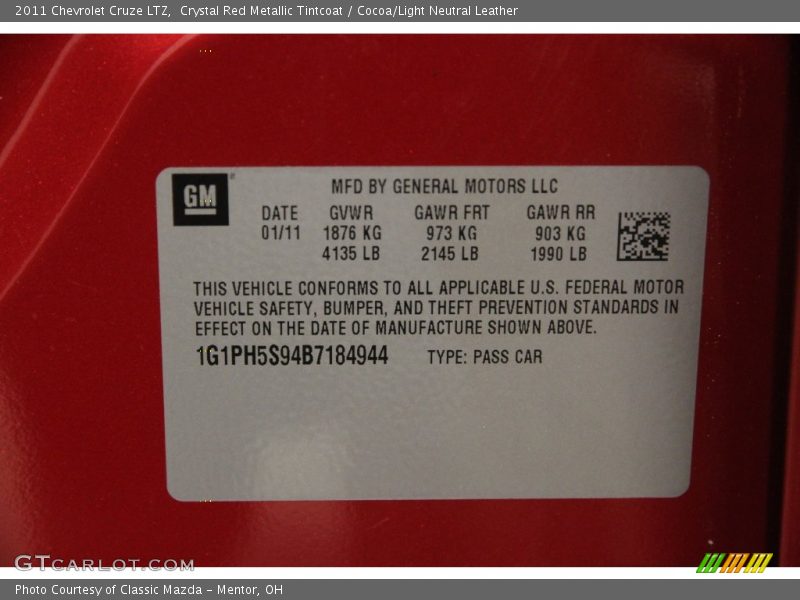 2011 Chevrolet Cruze LTZ,  Crystal Red Metallic Tintcoat / Cocoa/Light Neutral Leather
GM
MFD BY GENERAL MOTORS LLC
DATE GVWR GAWR FRT GAWR RR
01/11 1876 KG 973 KG 903 KG
4135 LB 2145 LB 1990 LB
THIS VEHICLE CONFORMS TO ALL APPLICABLE U.S. FEDERAL MOTOR
VEHICLE SAFETY, BUMPER, AND THEFT PREVENTION STANDARDS IN
EFFECT ON THE DATE OF MANUFACTURE SHOWN ABOVE.
1G1PH5S94B7184944 TYPE: PASS CAR
GTCARLOT.COM
Photo Courtesy of Classic Mazda - Mentor, OH